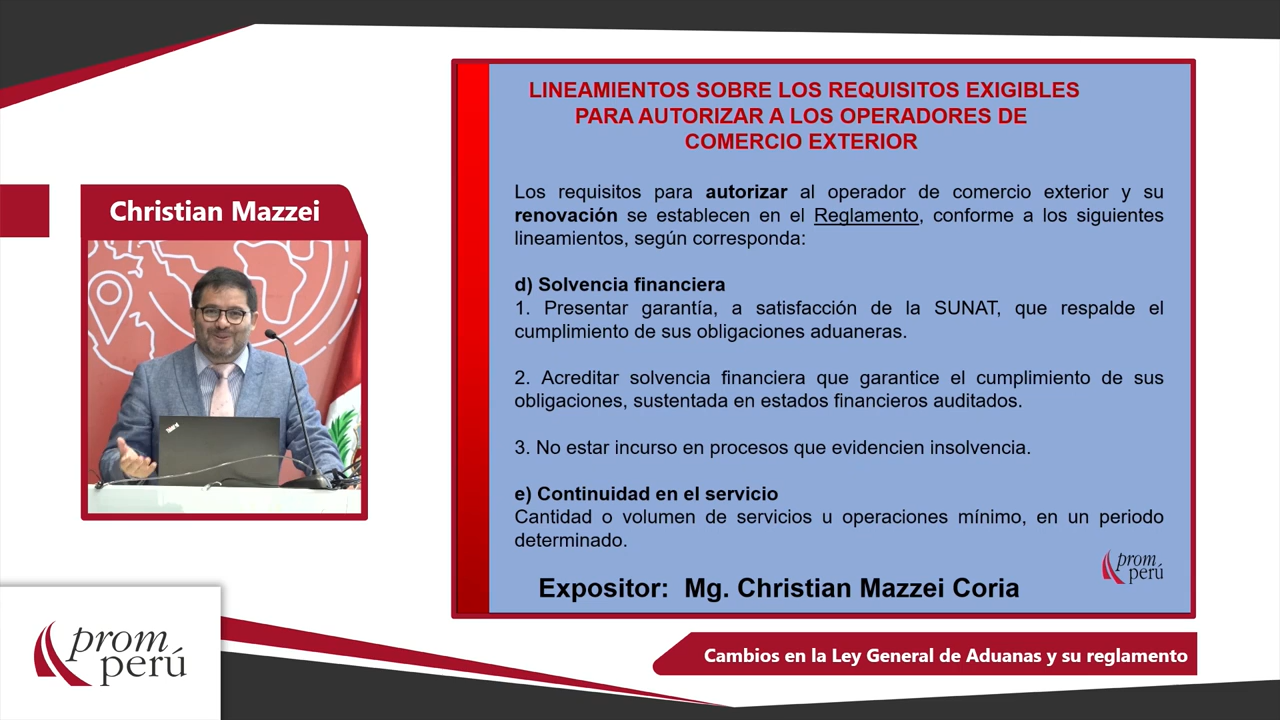 Christian Mazzei
LINEAMIENTOS SOBRE LOS REQUISITOS EXIGIBLES
PARA AUTORIZAR A LOS OPERADORES DE
COMERCIO EXTERIOR
Los requisitos para autorizar al operador de comercio exterior y su
renovación se establecen en el Reglamento, conforme a los siguientes
lineamientos, según corresponda:
d) Solvencia financiera
1. Presentar garantía, a satisfacción de la SUNAT, que respalde el
cumplimiento de sus obligaciones aduaneras.
2. Acreditar solvencia financiera que garantice el cumplimiento de sus
obligaciones, sustentada en estados financieros auditados.
3. No estar incurso en procesos que evidencien insolvencia.
e) Continuidad en el servicio
Cantidad o volumen de servicios u operaciones mínimo, en un periodo
determinado.
prom
perú
Expositor: Mg. Christian Mazzei Coria
prom
perú
Cambios en la Ley General de Aduanas y su reglamento